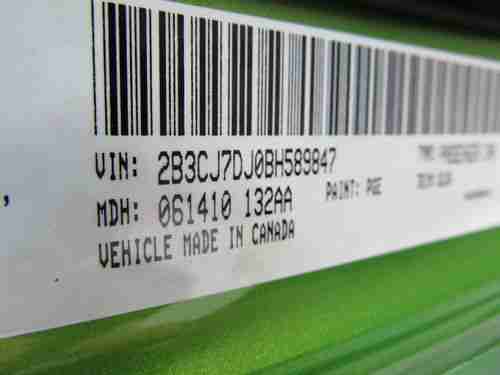 VIN: 2B3CJ7DJ0BH589847
MDH: 061410 132AA
PAINT: PGE
VEHICLE MADE IN CANADA